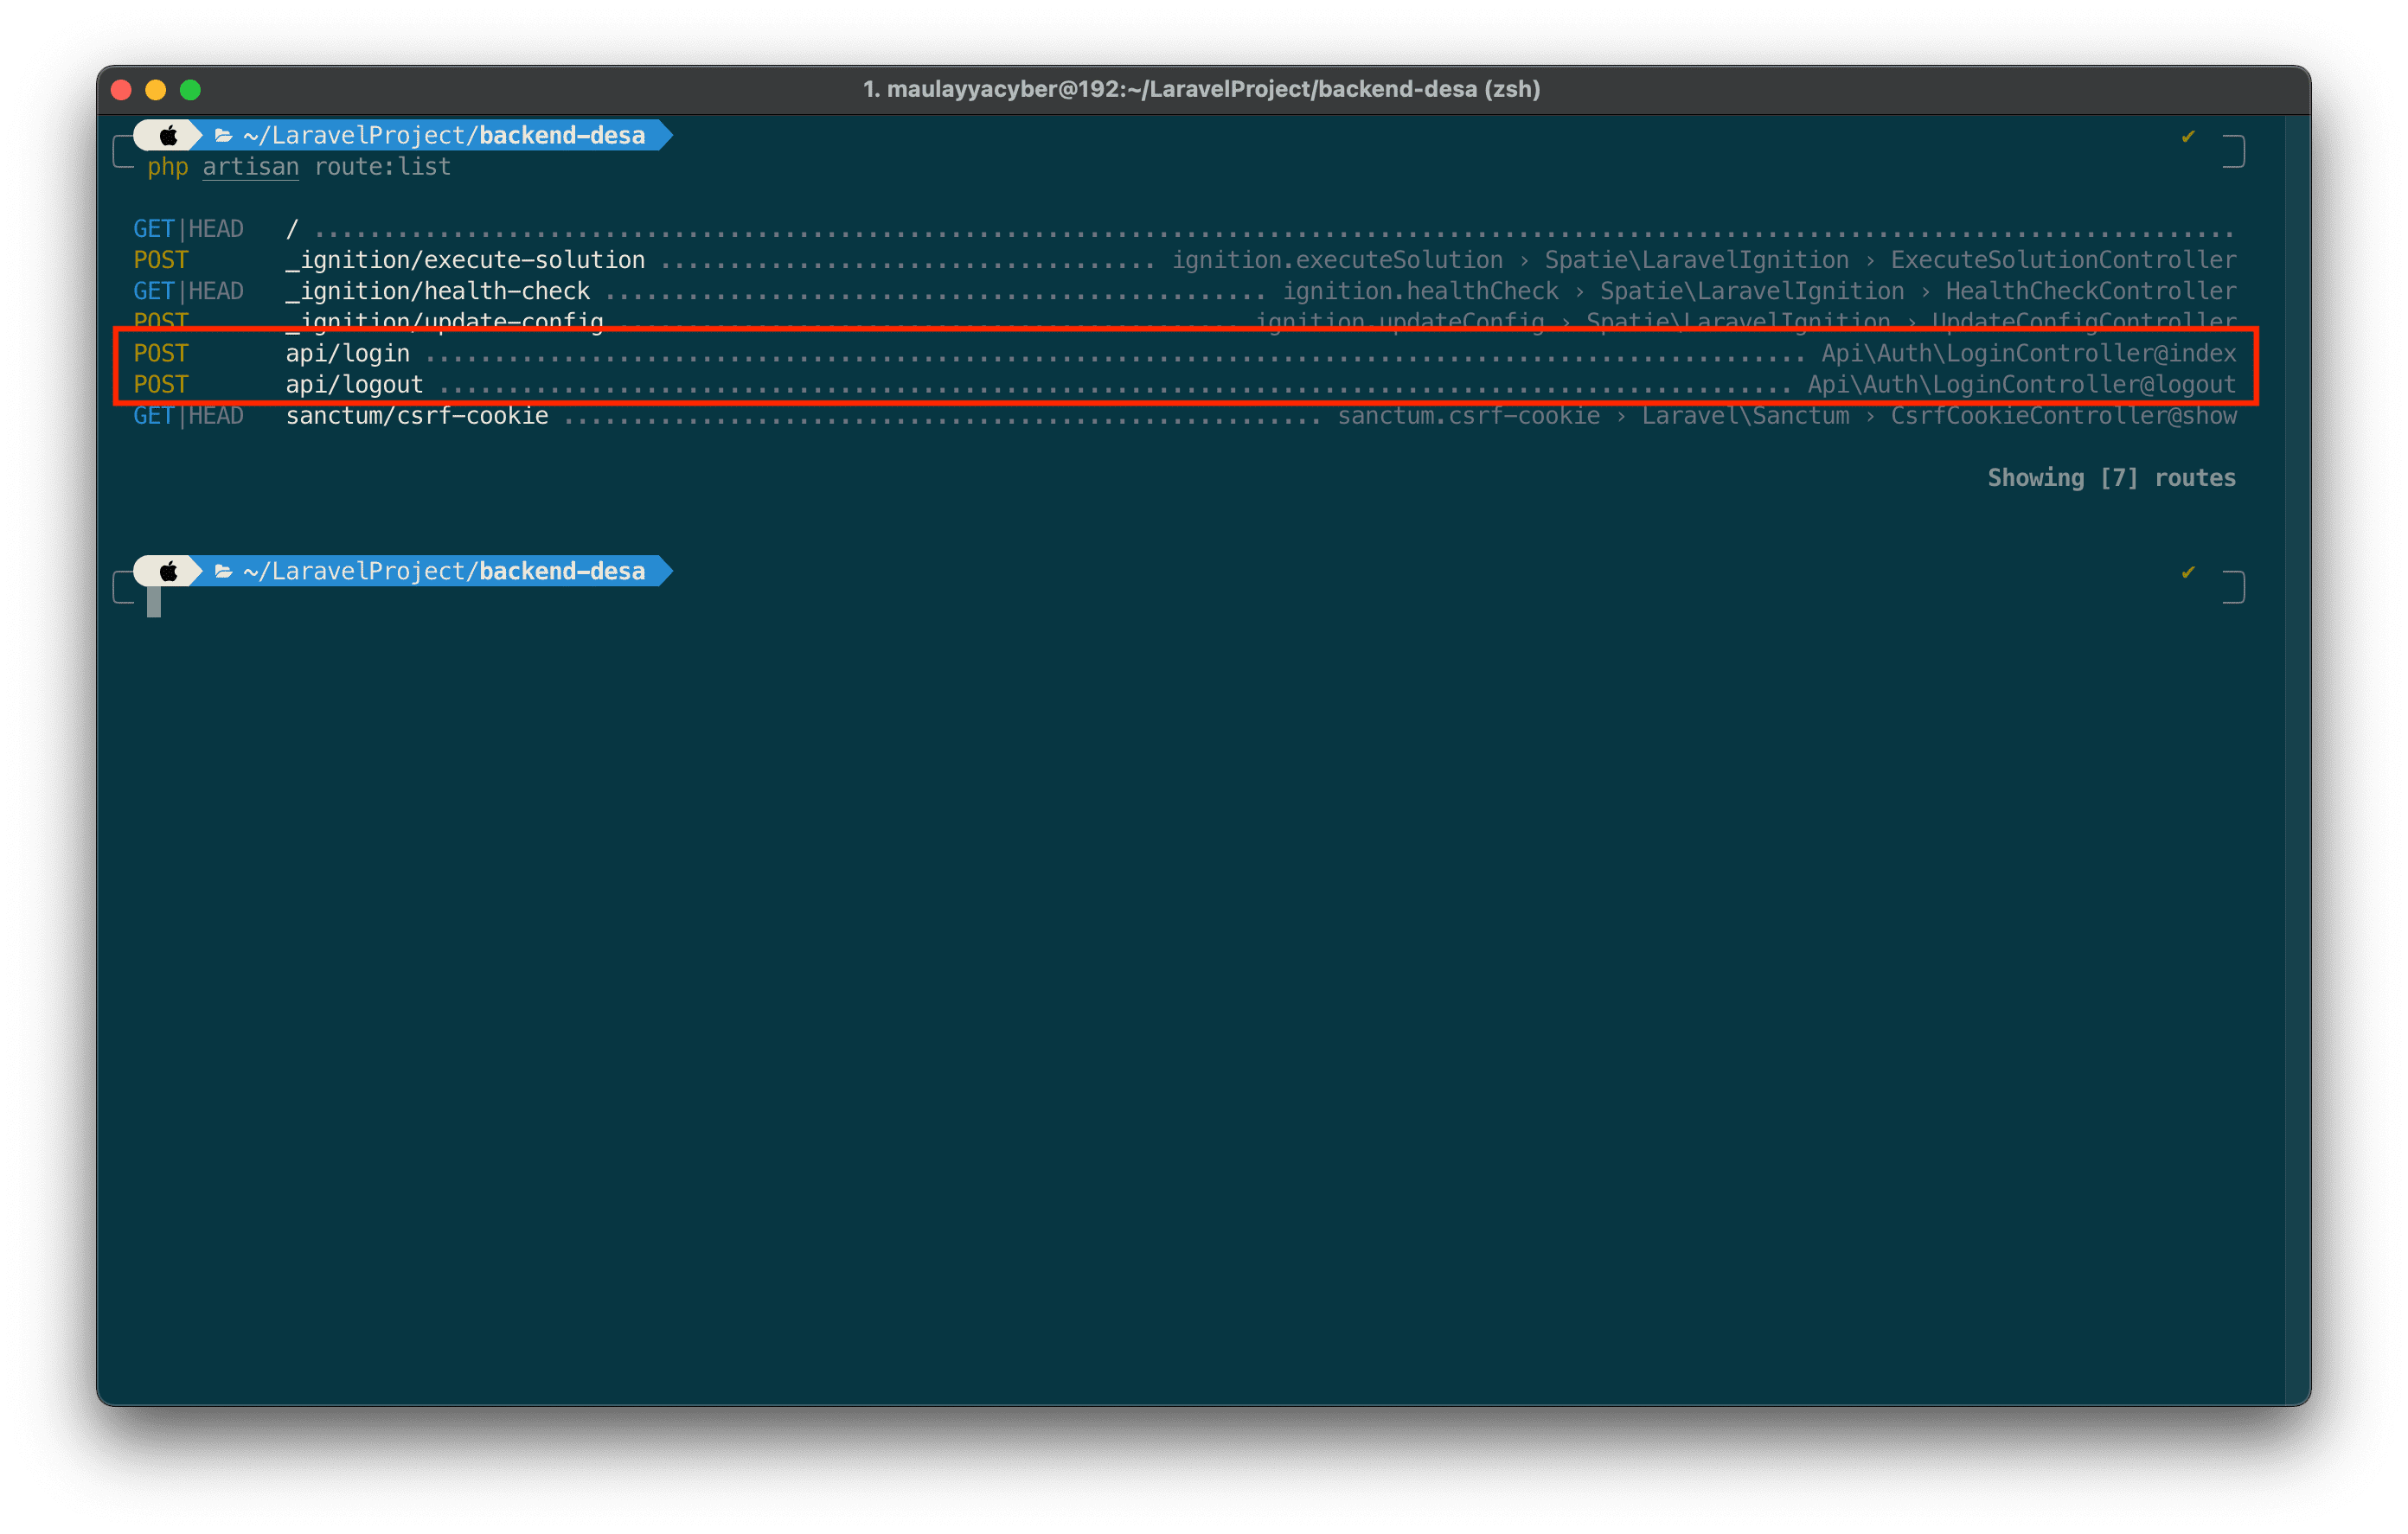 1. maulayyacyber@192:~/LaravelProject/backend-desa (zsh)
~/LaravelProject/backend-desa ✔
php artisan route:list
GET|HEAD / ............................................................................................................................................
POST _ignition/execute-solution .................................... ignition.executeSolution › Spatie\LaravelIgnition › ExecuteSolutionController
GET|HEAD _ignition/health-check ................................................ ignition.healthCheck › Spatie\LaravelIgnition › HealthCheckController
POST _ignition/update-config ............................................. ignition.updateConfig › Spatie\LaravelIgnition › UpdateConfigController
POST api/login .................................................................................................... Api\Auth\LoginController@index
POST api/logout .................................................................................................. Api\Auth\LoginController@logout
GET|HEAD sanctum/csrf-cookie ....................................................... sanctum.csrf-cookie › Laravel\Sanctum › CsrfCookieController@show
Showing [7] routes
~/LaravelProject/backend-desa ✔